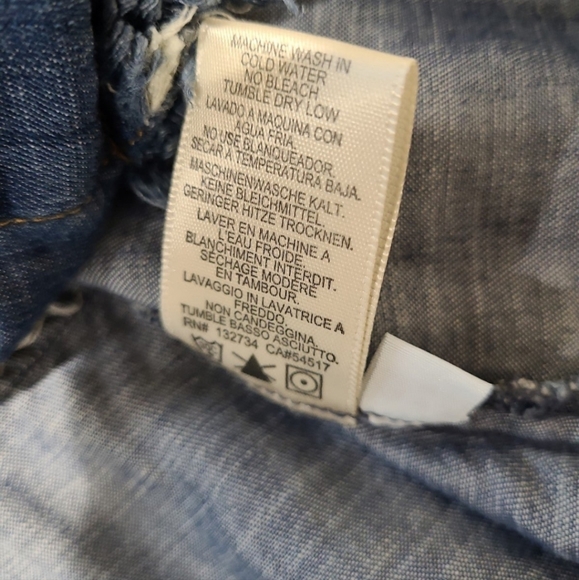 MACHINE WASH IN
COLD WATER
NO BLEACH
TUMBLE DRY LOW
LAVADO A MAQUINA CON
AGUA FRIA.
NO USE BLANQUEADOR.
SECAR A TEMPERATURA BAJA.
MASCHINENWASCHE KALT.
KEINE BLEICHMITTEL.
GERINGER HITZE TROCKNEN.
LAVER EN MACHINE A
L'EAU FROIDE.
BLANCHIMENT INTERDIT.
SECHAGE MODERE
EN TAMBOUR.
LAVAGGIO IN LAVATRICE A
FREDDO.
NON CANDEGGINA.
TUMBLE BASSO ASCIUTTO.
RN# 132734 CA#54517